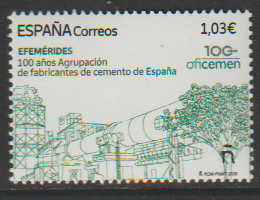 ESPAÑA Correos 1,03€
EFEMÉRIDES
100 años Agrupación
de fabricantes de cemento de España
100
oficemen